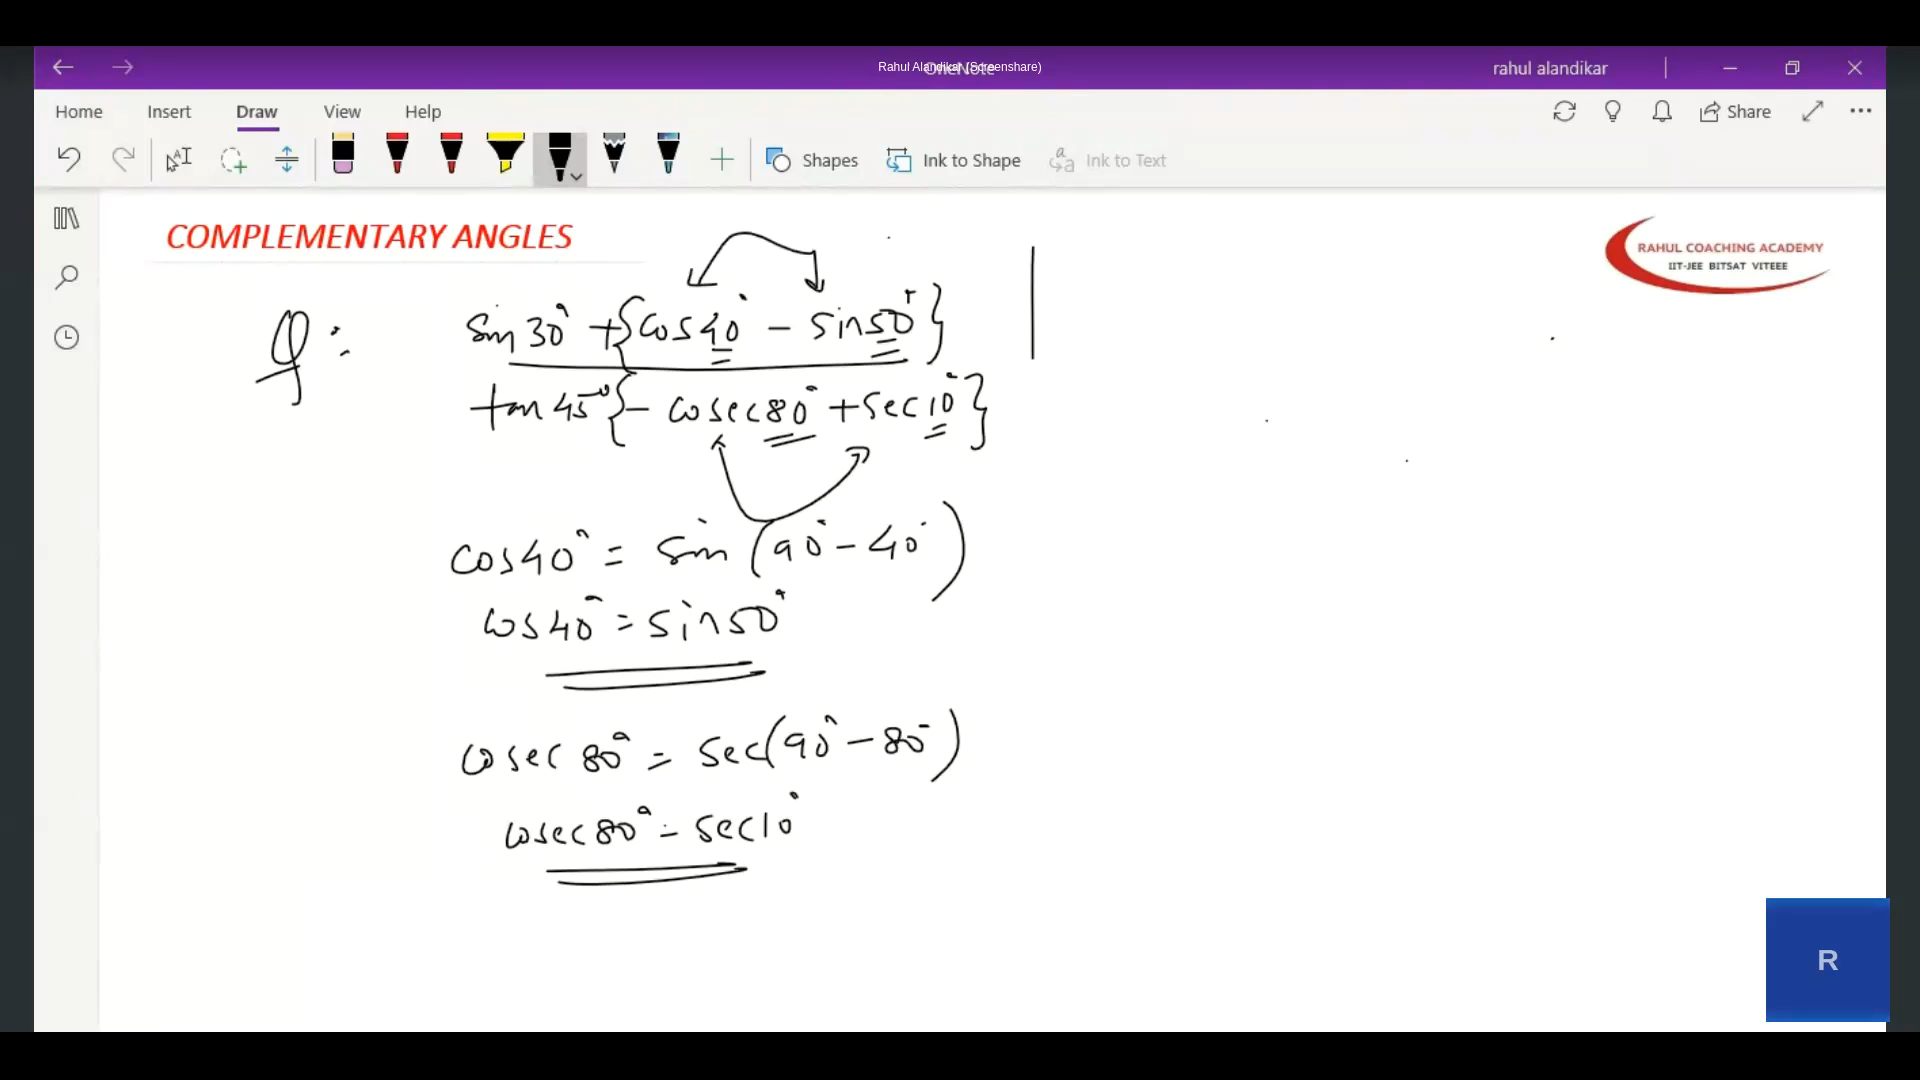 Rahul Alandikar (Screenshare)
OneNote
rahul alandikar
Home Insert Draw View Help
Share
Shapes Ink to Shape Ink to Text
COMPLEMENTARY ANGLES
RAHUL COACHING ACADEMY
IIT-JEE BITSAT VITEEE
Q:
sin 30° + {cos 40° - sin 50°}
tan 45° {- cosec 80° + sec 10°}
cos 40° = sin (90° - 40°)
cos 40° = sin 50°
cosec 80° = sec (90° - 80°)
cosec 80° = sec 10°
R